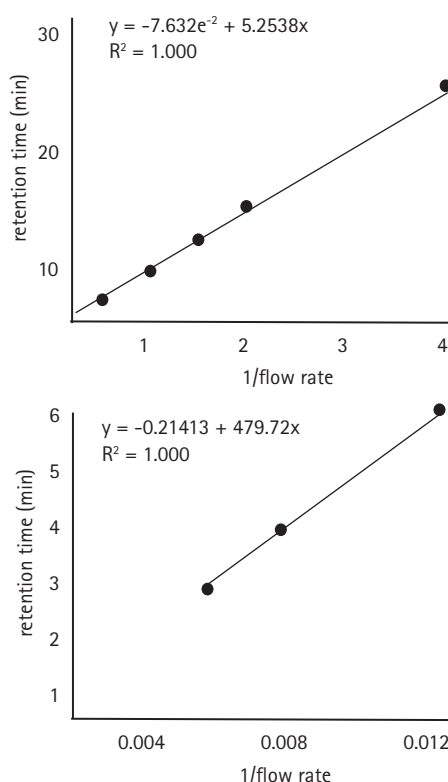 y = -7.632e⁻² + 5.2538x
R² = 1.000
30
20
10
retention time (min)
1 2 3 4
1/flow rate
y = -0.21413 + 479.72x
R² = 1.000
6
5
4
3
2
1
retention time (min)
0.004 0.008 0.012
1/flow rate